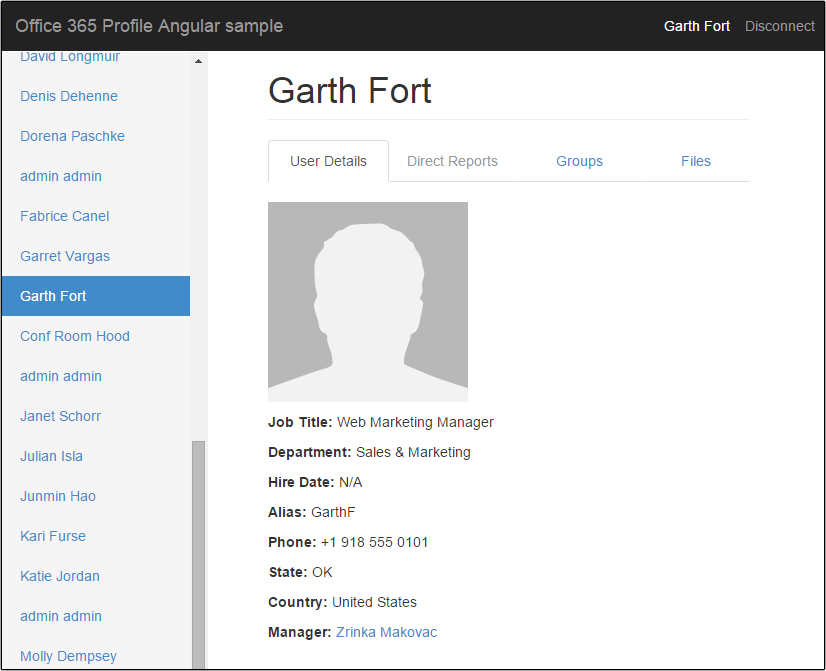 Office 365 Profile Angular sample
Garth Fort Disconnect
David Longmuir
Denis Dehenne
Dorena Paschke
admin admin
Fabrice Canel
Garret Vargas
Garth Fort
Conf Room Hood
admin admin
Janet Schorr
Julian Isla
Junmin Hao
Kari Furse
Katie Jordan
admin admin
Molly Dempsey
Garth Fort
User Details Direct Reports Groups Files
Job Title: Web Marketing Manager
Department: Sales & Marketing
Hire Date: N/A
Alias: GarthF
Phone: +1 918 555 0101
State: OK
Country: United States
Manager: Zrinka Makovac